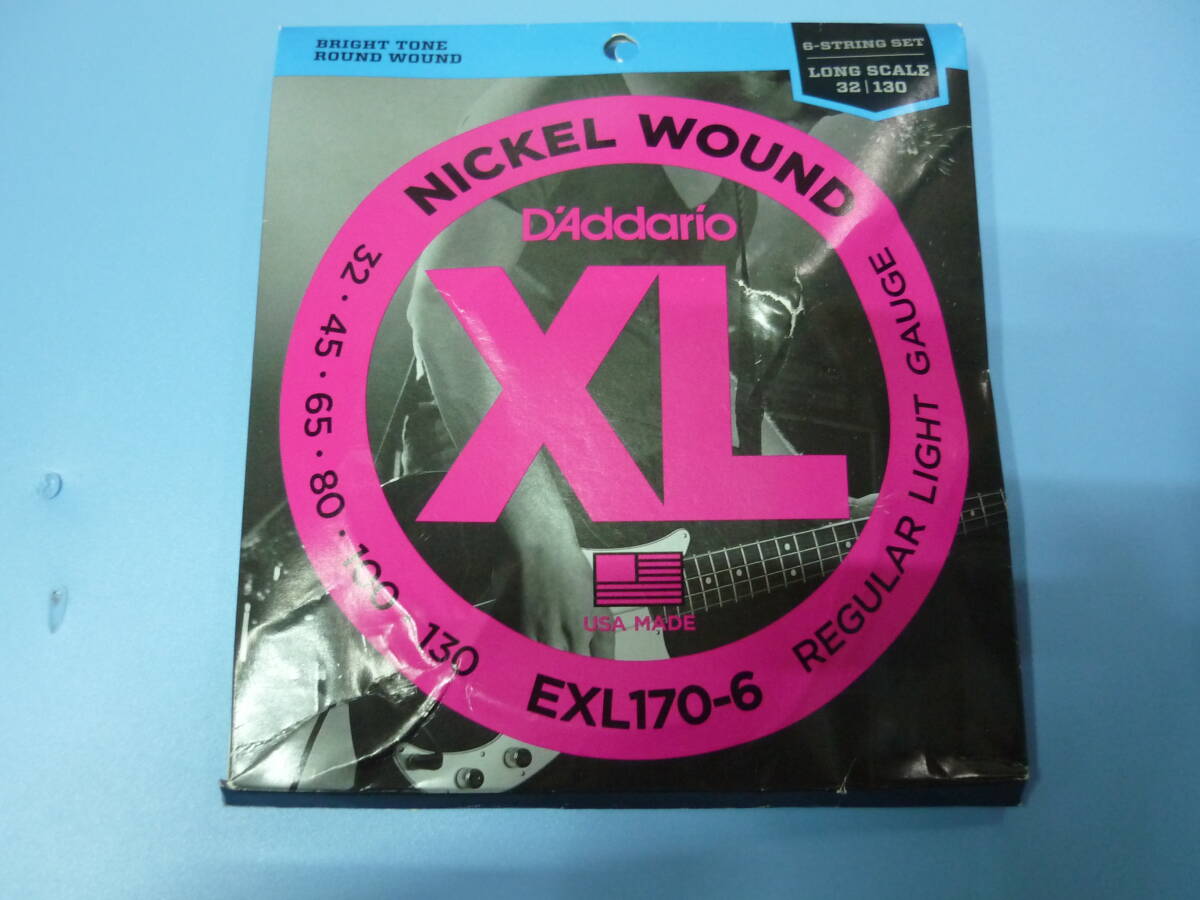 BRIGHT TONE
ROUND WOUND
6-STRING SET
LONG SCALE
32 | 130
NICKEL WOUND
D'Addario
XL
32 · 45 · 65 · 80 · 100 · 130
REGULAR LIGHT GAUGE
USA MADE
EXL170-6